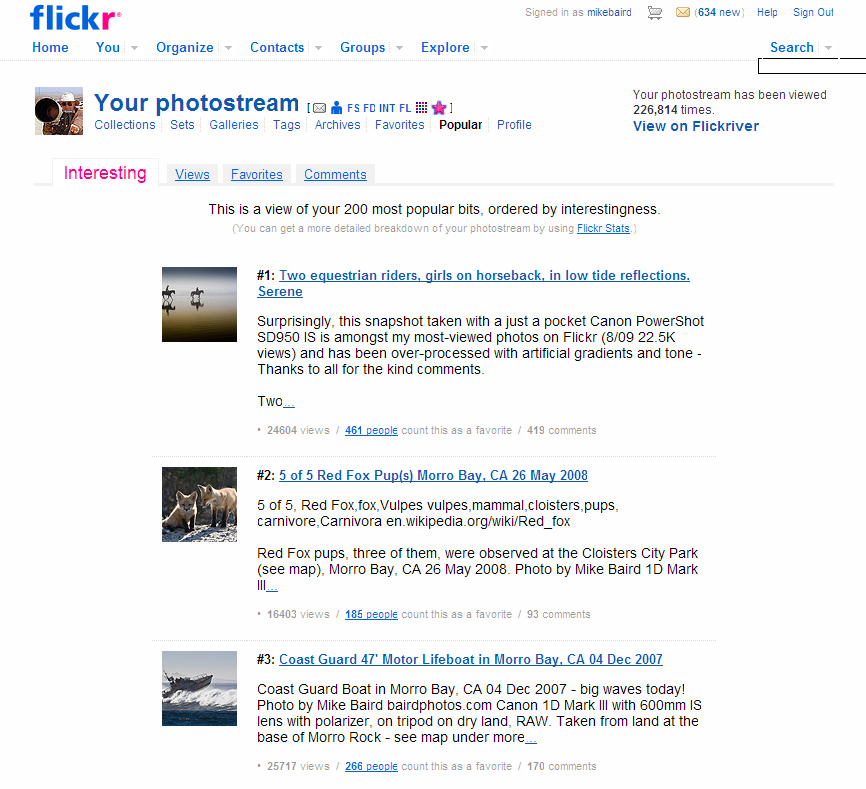 flickr®
Signed in as mikebaird (634 new) Help Sign Out
Home You Organize Contacts Groups Explore Search
Your photostream [ FS FD INT FL ]
Collections Sets Galleries Tags Archives Favorites Popular Profile
Your photostream has been viewed
226,814 times.
View on Flickriver
Interesting Views Favorites Comments
This is a view of your 200 most popular bits, ordered by interestingness.
(You can get a more detailed breakdown of your photostream by using Flickr Stats.)
#1: Two equestrian riders, girls on horseback, in low tide reflections.
Serene
Surprisingly, this snapshot taken with a just a pocket Canon PowerShot
SD950 IS is amongst my most-viewed photos on Flickr (8/09 22.5K
views) and has been over-processed with artificial gradients and tone -
Thanks to all for the kind comments.
Two...
• 24604 views / 461 people count this as a favorite / 419 comments
#2: 5 of 5 Red Fox Pup(s) Morro Bay, CA 26 May 2008
5 of 5, Red Fox,fox,Vulpes vulpes,mammal,cloisters,pups,
carnivore,Carnivora en.wikipedia.org/wiki/Red_fox
Red Fox pups, three of them, were observed at the Cloisters City Park
(see map), Morro Bay, CA 26 May 2008. Photo by Mike Baird 1D Mark
III...
• 16403 views / 185 people count this as a favorite / 93 comments
#3: Coast Guard 47' Motor Lifeboat in Morro Bay, CA 04 Dec 2007
Coast Guard Boat in Morro Bay, CA 04 Dec 2007 - big waves today!
Photo by Mike Baird bairdphotos.com Canon 1D Mark III with 600mm IS
lens with polarizer, on tripod on dry land, RAW. Taken from land at the
base of Morro Rock - see map under more...
• 25717 views / 266 people count this as a favorite / 170 comments